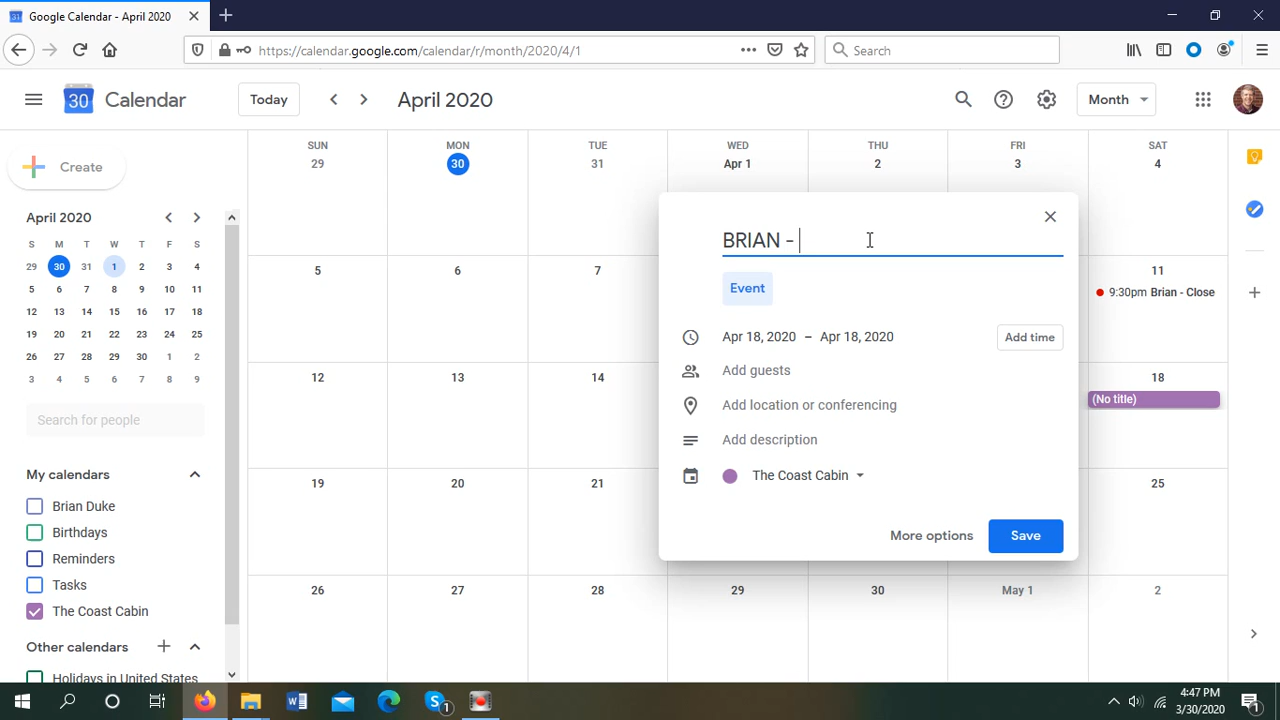 Google Calendar - April 2020
https://calendar.google.com/calendar/r/month/2020/4/1
Search
30
Calendar
Today
April 2020
Month
Create
April 2020
S M T W T F S
29 30 31 1 2 3 4
5 6 7 8 9 10 11
12 13 14 15 16 17 18
19 20 21 22 23 24 25
26 27 28 29 30 1 2
3 4 5 6 7 8 9
Search for people
My calendars
Brian Duke
Birthdays
Reminders
Tasks
The Coast Cabin
Other calendars
Holidays in United States
SUN MON TUE WED THU FRI SAT
29 30 31 Apr 1 2 3 4
5 6 7 11
9:30pm Brian - Close
12 13 14 18
(No title)
19 20 21 25
26 27 28 29 30 May 1 2
BRIAN -
Event
Apr 18, 2020 – Apr 18, 2020
Add time
Add guests
Add location or conferencing
Add description
The Coast Cabin
More options
Save
4:47 PM
3/30/2020